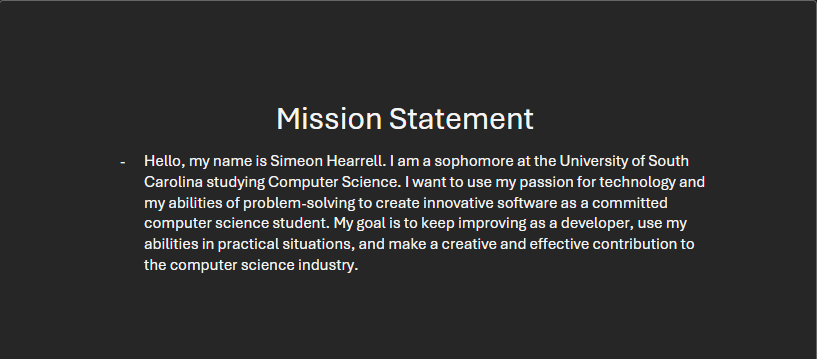 Mission Statement
- Hello, my name is Simeon Hearrell. I am a sophomore at the University of South
Carolina studying Computer Science. I want to use my passion for technology and
my abilities of problem-solving to create innovative software as a committed
computer science student. My goal is to keep improving as a developer, use my
abilities in practical situations, and make a creative and effective contribution to
the computer science industry.